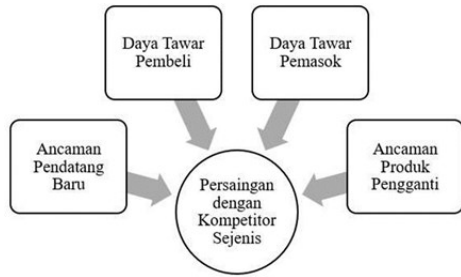 Daya Tawar
Pembeli
Daya Tawar
Pemasok
Ancaman
Pendatang
Baru
Persaingan
dengan
Kompetitor
Sejenis
Ancaman
Produk
Pengganti